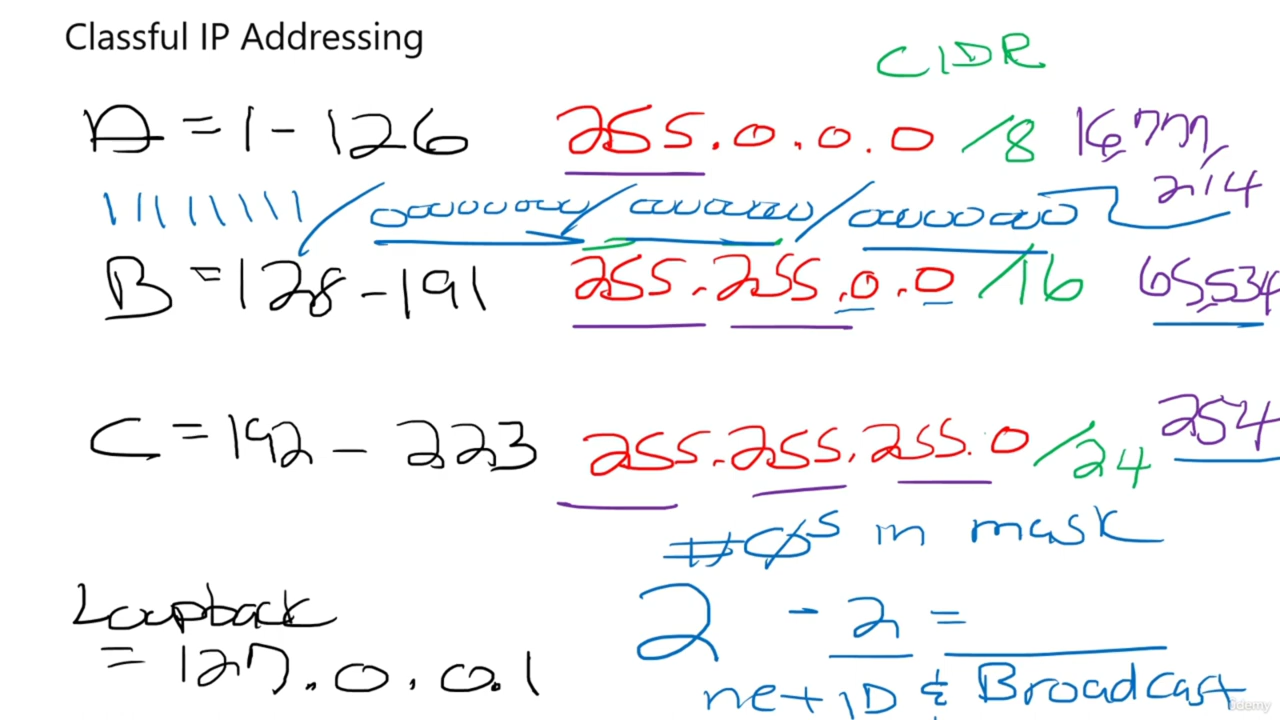 Classful IP Addressing
CIDR
A = 1 - 126 255.0.0.0 /8 16,777,214
11111111/00000000/00000000/00000000
B = 128 - 191 255.255.0.0 /16 65,534
C = 192 - 223 255.255.255.0 /24 254
#0s in mask
2 - 2 =
net ID & Broadcast
Loopback
= 127.0.0.1
udemy